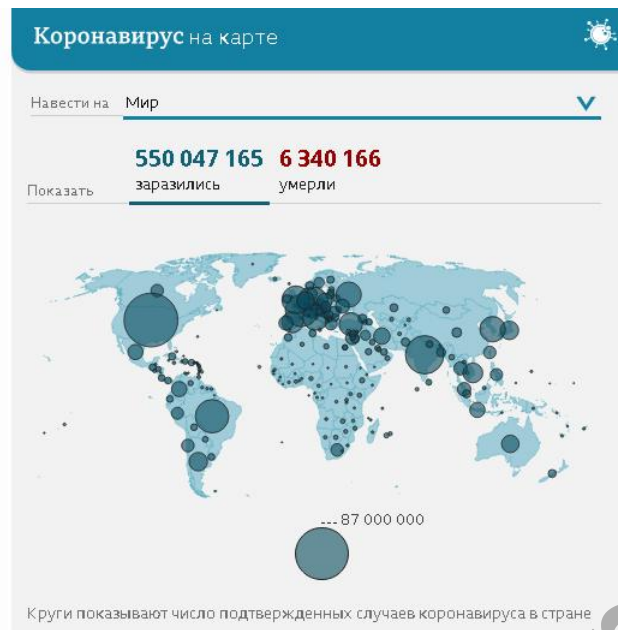 Коронавирус на карте
Навести на Мир
550 047 165 6 340 166
Показать заразились умерли
87 000 000
Круги показывают число подтвержденных случаев коронавируса в стране